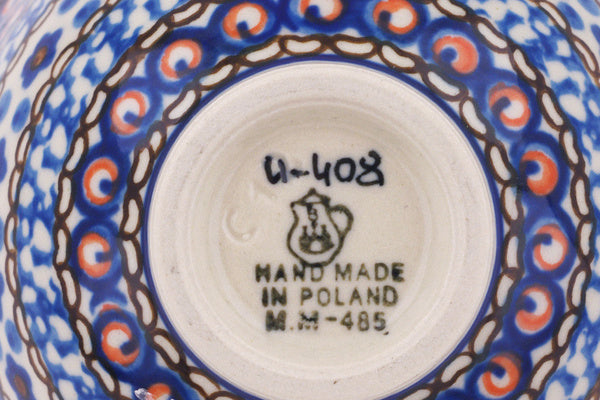 U-408
HAND MADE
IN POLAND
M.M-485